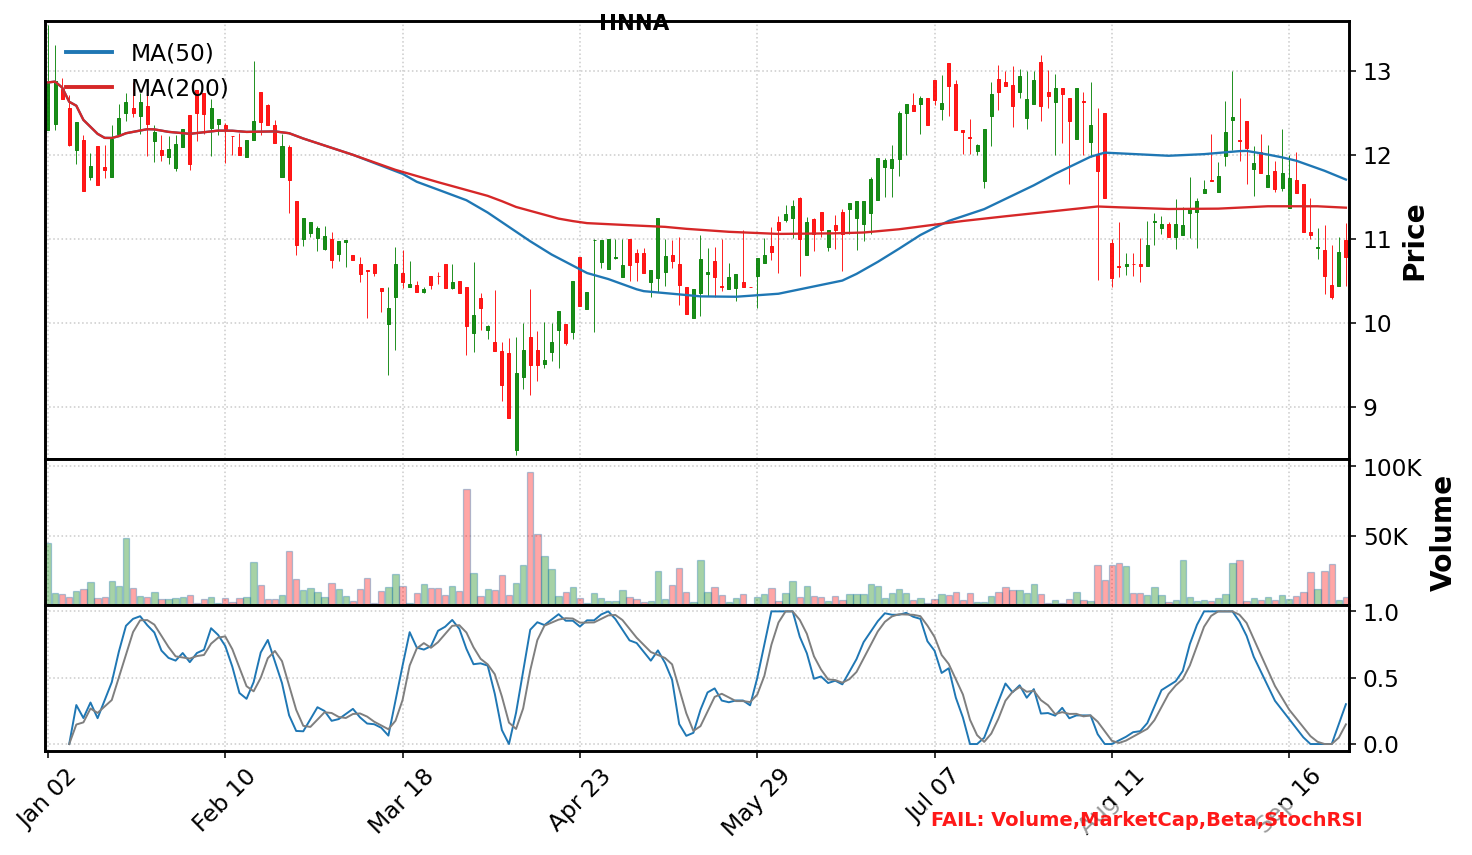 HNNA
MA(50)
MA(200)
13
12
11
10
9
Price
100K
50K
Volume
1.0
0.5
0.0
Jan 02
Feb 10
Mar 18
Apr 23
May 29
Jul 07
Aug 11
Sep 16
FAIL: Volume,MarketCap,Beta,StochRSI